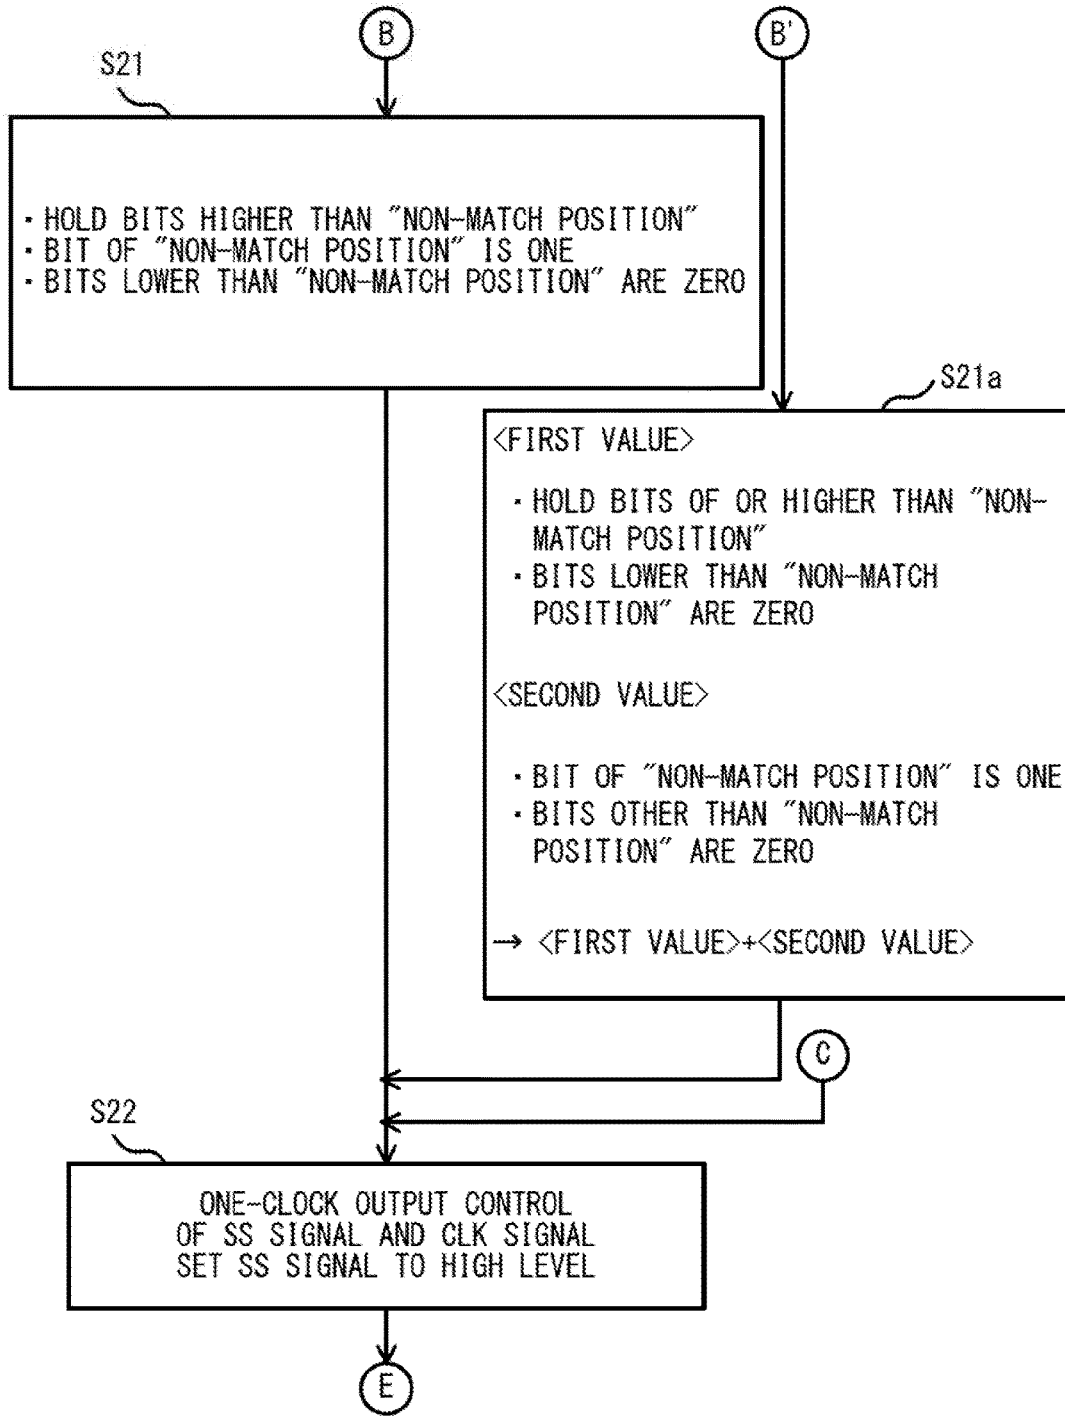 B
B'
S21
・HOLD BITS HIGHER THAN "NON-MATCH POSITION"
・BIT OF "NON-MATCH POSITION" IS ONE
・BITS LOWER THAN "NON-MATCH POSITION" ARE ZERO
S21a
<FIRST VALUE>
・HOLD BITS OF OR HIGHER THAN "NON-
MATCH POSITION"
・BITS LOWER THAN "NON-MATCH
POSITION" ARE ZERO
<SECOND VALUE>
・BIT OF "NON-MATCH POSITION" IS ONE
・BITS OTHER THAN "NON-MATCH
POSITION" ARE ZERO
→ <FIRST VALUE>+<SECOND VALUE>
C
S22
ONE-CLOCK OUTPUT CONTROL
OF SS SIGNAL AND CLK SIGNAL
SET SS SIGNAL TO HIGH LEVEL
E